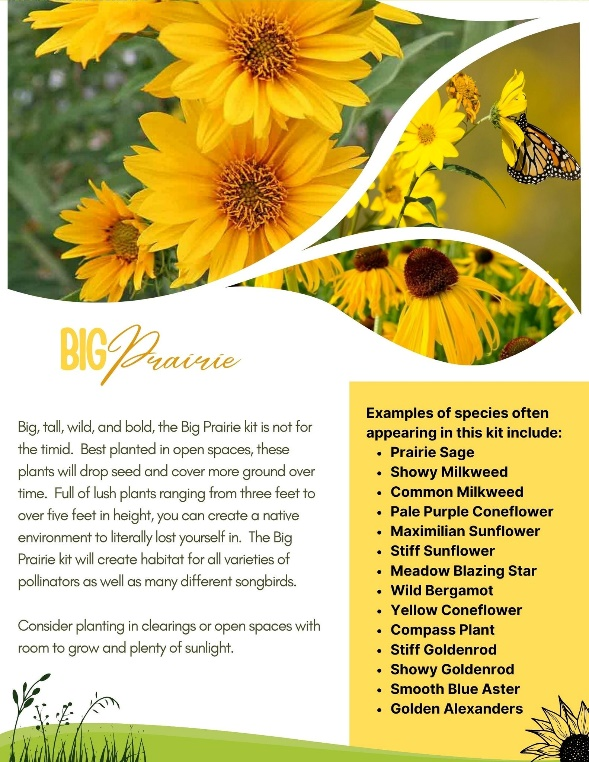 BIG Prairie
Big, tall, wild, and bold, the Big Prairie kit is not for
the timid. Best planted in open spaces, these
plants will drop seed and cover more ground over
time. Full of lush plants ranging from three feet to
over five feet in height, you can create a native
environment to literally lost yourself in. The Big
Prairie kit will create habitat for all varieties of
pollinators as well as many different songbirds.
Consider planting in clearings or open spaces with
room to grow and plenty of sunlight.
Examples of species often
appearing in this kit include:
• Prairie Sage
• Showy Milkweed
• Common Milkweed
• Pale Purple Coneflower
• Maximilian Sunflower
• Stiff Sunflower
• Meadow Blazing Star
• Wild Bergamot
• Yellow Coneflower
• Compass Plant
• Stiff Goldenrod
• Showy Goldenrod
• Smooth Blue Aster
• Golden Alexanders